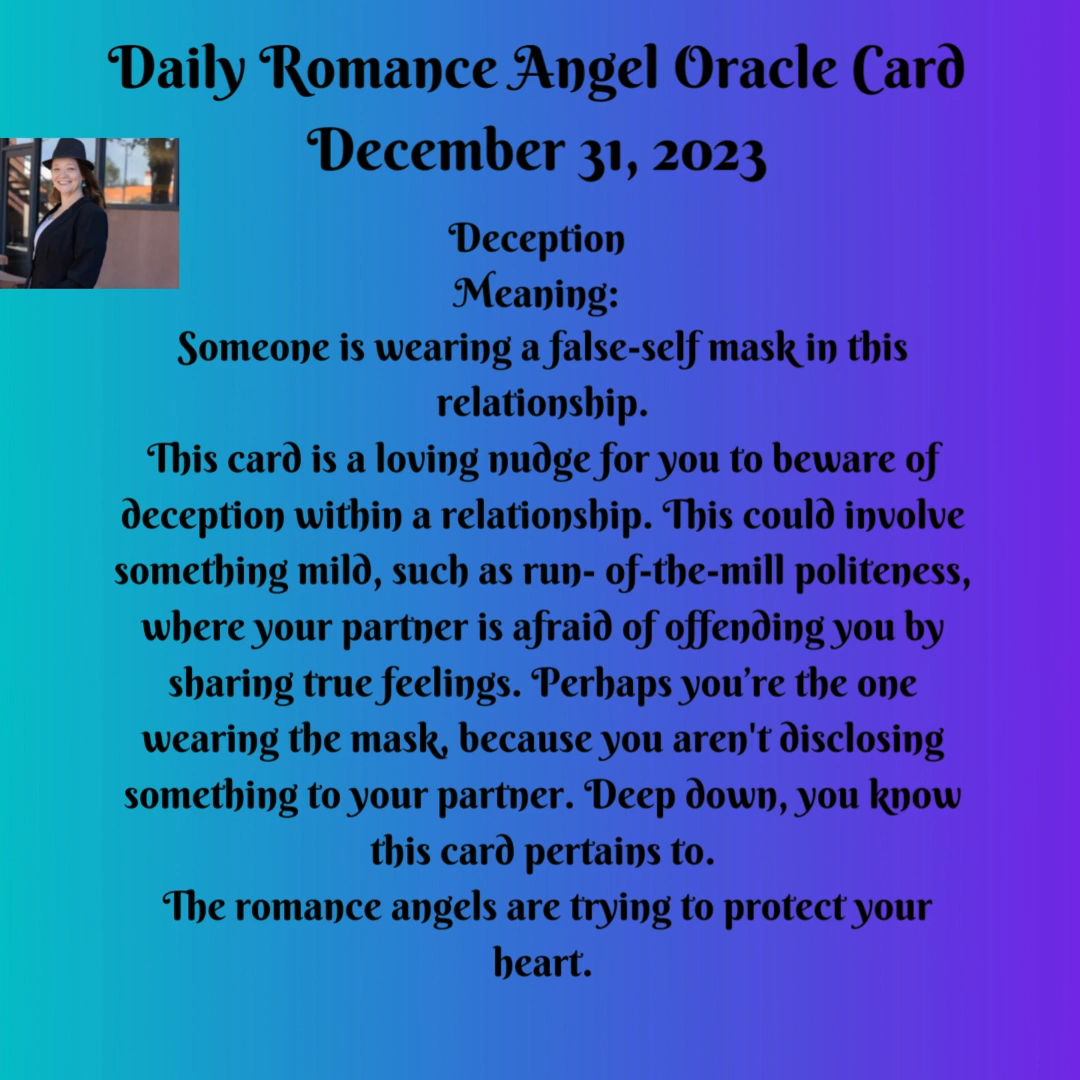 Daily Romance Angel Oracle Card
December 31, 2023
Deception
Meaning:
Someone is wearing a false-self mask in this
relationship.
This card is a loving nudge for you to beware of
deception within a relationship. This could involve
something mild, such as run- of-the-mill politeness,
where your partner is afraid of offending you by
sharing true feelings. Perhaps you’re the one
wearing the mask, because you aren't disclosing
something to your partner. Deep down, you know
this card pertains to.
The romance angels are trying to protect your
heart.